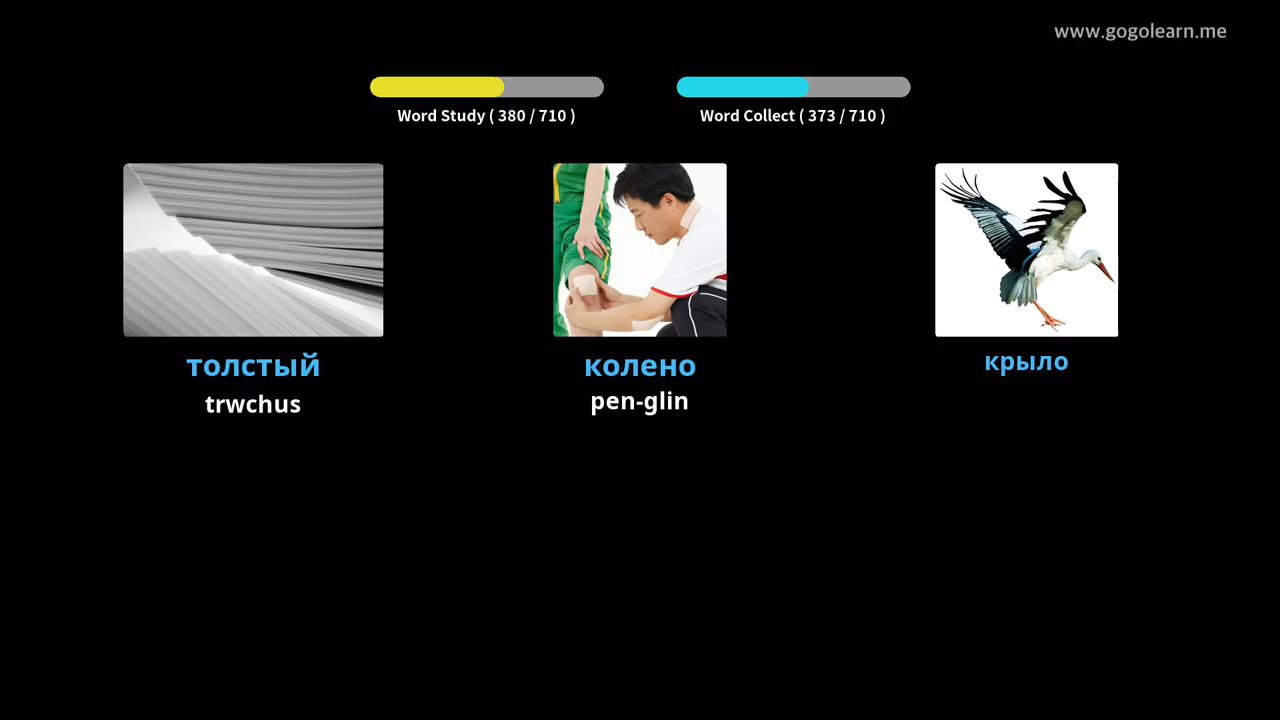 www.gogolearn.me
Word Study ( 380 / 710 )
Word Collect ( 373 / 710 )
толстый
trwchus
колено
pen-glin
крыло